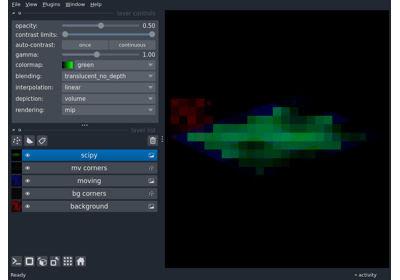 File View Plugins Window Help
layer controls
opacity: 0.50
contrast limits:
auto-contrast: once continuous
gamma: 1.00
colormap: green
blending: translucent_no_depth
interpolation: linear
depiction: volume
rendering: mip
layer list
scipy
mv corners
moving
bg corners
background
Ready
activity